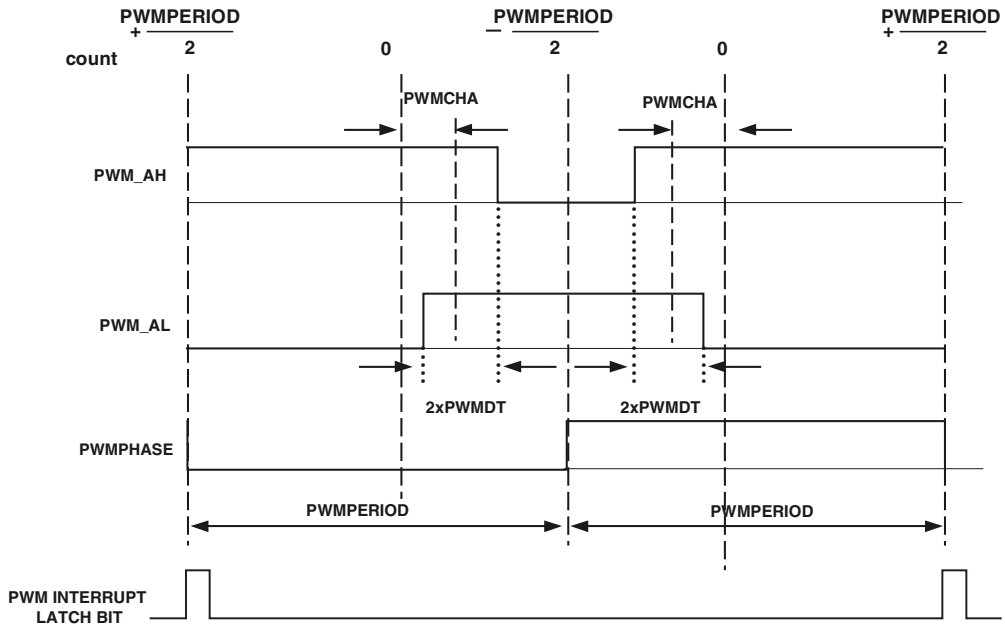 PWMPERIOD PWMPERIOD PWMPERIOD
+ − +
2 0 2 0 2
count
PWMCHA PWMCHA
PWM_AH
PWM_AL
2xPWMDT 2xPWMDT
PWMPHASE
PWMPERIOD PWMPERIOD
PWM INTERRUPT
LATCH BIT